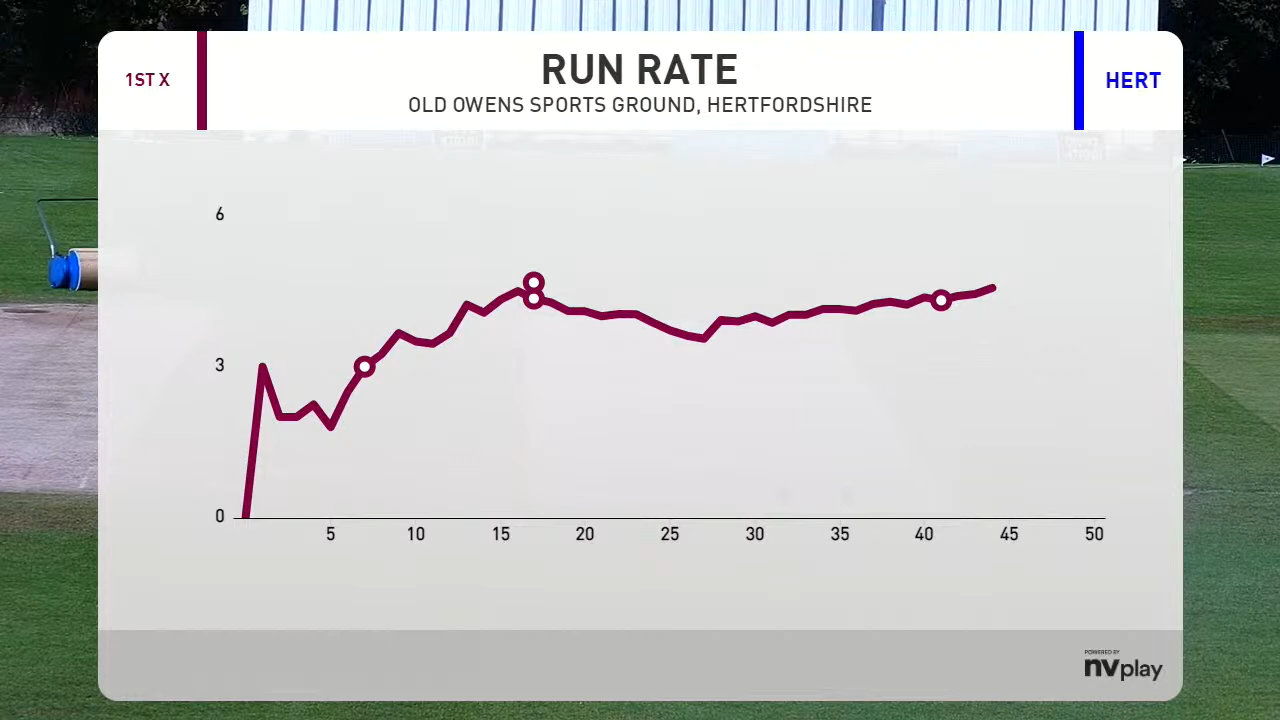 1ST X
RUN RATE
OLD OWENS SPORTS GROUND, HERTFORDSHIRE
HERT
6
3
0
5 10 15 20 25 30 35 40 45 50
POWERED BY
nvplay